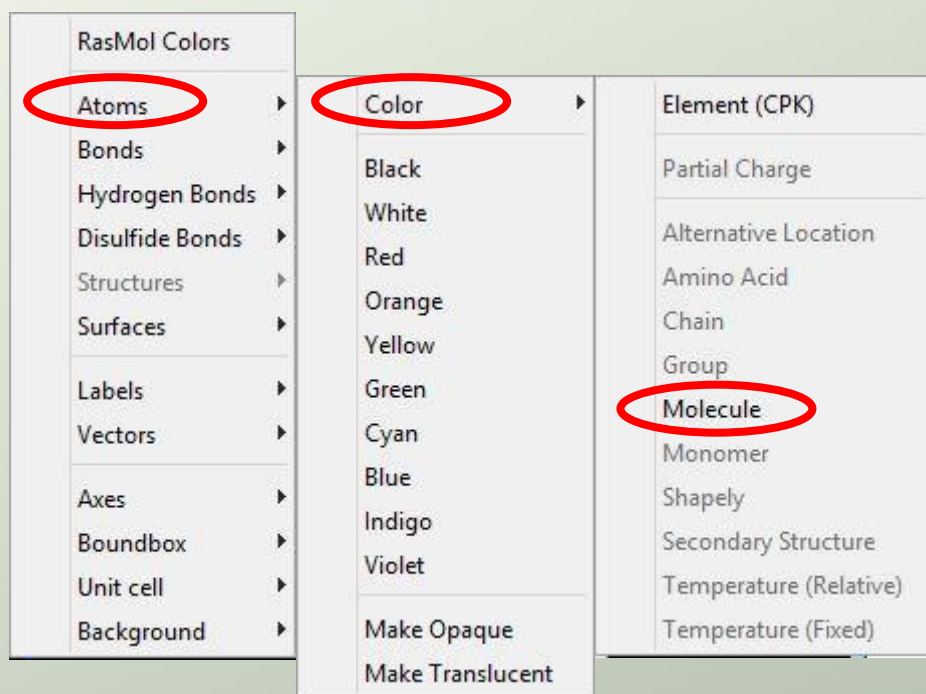 RasMol Colors
Atoms
Bonds
Hydrogen Bonds
Disulfide Bonds
Structures
Surfaces
Labels
Vectors
Axes
Boundbox
Unit cell
Background
Color
Black
White
Red
Orange
Yellow
Green
Cyan
Blue
Indigo
Violet
Make Opaque
Make Translucent
Element (CPK)
Partial Charge
Alternative Location
Amino Acid
Chain
Group
Molecule
Monomer
Shapely
Secondary Structure
Temperature (Relative)
Temperature (Fixed)